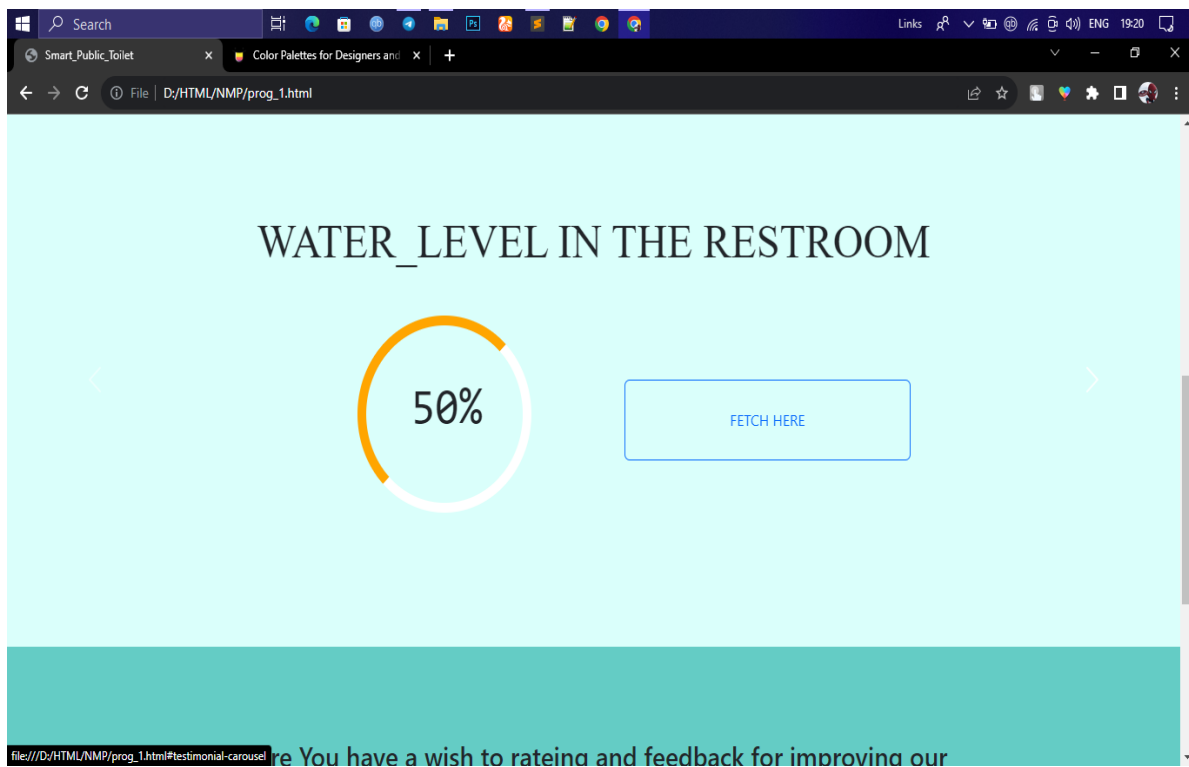 Search
Links
ENG 19:20
Smart_Public_Toilet
Color Palettes for Designers and
File | D:/HTML/NMP/prog_1.html
WATER_LEVEL IN THE RESTROOM
50%
FETCH HERE
re You have a wish to rateing and feedback for improving our
file:///D:/HTML/NMP/prog_1.html#testimonial-carousel